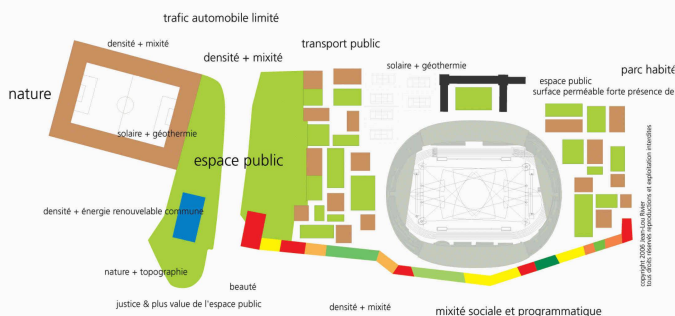 trafic automobile limité
densité + mixité
transport public
densité + mixité
solaire + géothermie
parc habité
espace public
surface perméable forte présence de
nature
solaire + géothermie
espace public
densité + énergie renouvelable commune
nature + topographie
beauté
justice & plus value de l'espace public
densité + mixité
mixité sociale et programmatique
copyright 2006 Jean-Lou Rivier
tous droits réservés reproductions et exploitation interdites